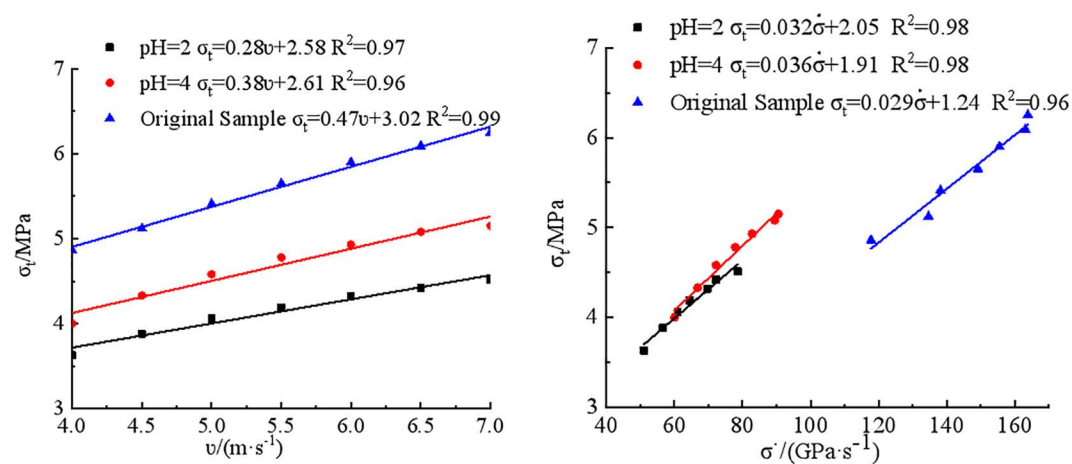 pH=2 σt=0.28υ+2.58 R²=0.97
pH=4 σt=0.38υ+2.61 R²=0.96
Original Sample σt=0.47υ+3.02 R²=0.99
7
6
5
4
3
σt/MPa
4.0 4.5 5.0 5.5 6.0 6.5 7.0
υ/(m·s⁻¹)
pH=2 σt=0.032σ̇+2.05 R²=0.98
pH=4 σt=0.036σ̇+1.91 R²=0.98
Original Sample σt=0.029σ̇+1.24 R²=0.96
7
6
5
4
3
σt/MPa
40 60 80 100 120 140 160
σ˙/(GPa·s⁻¹)